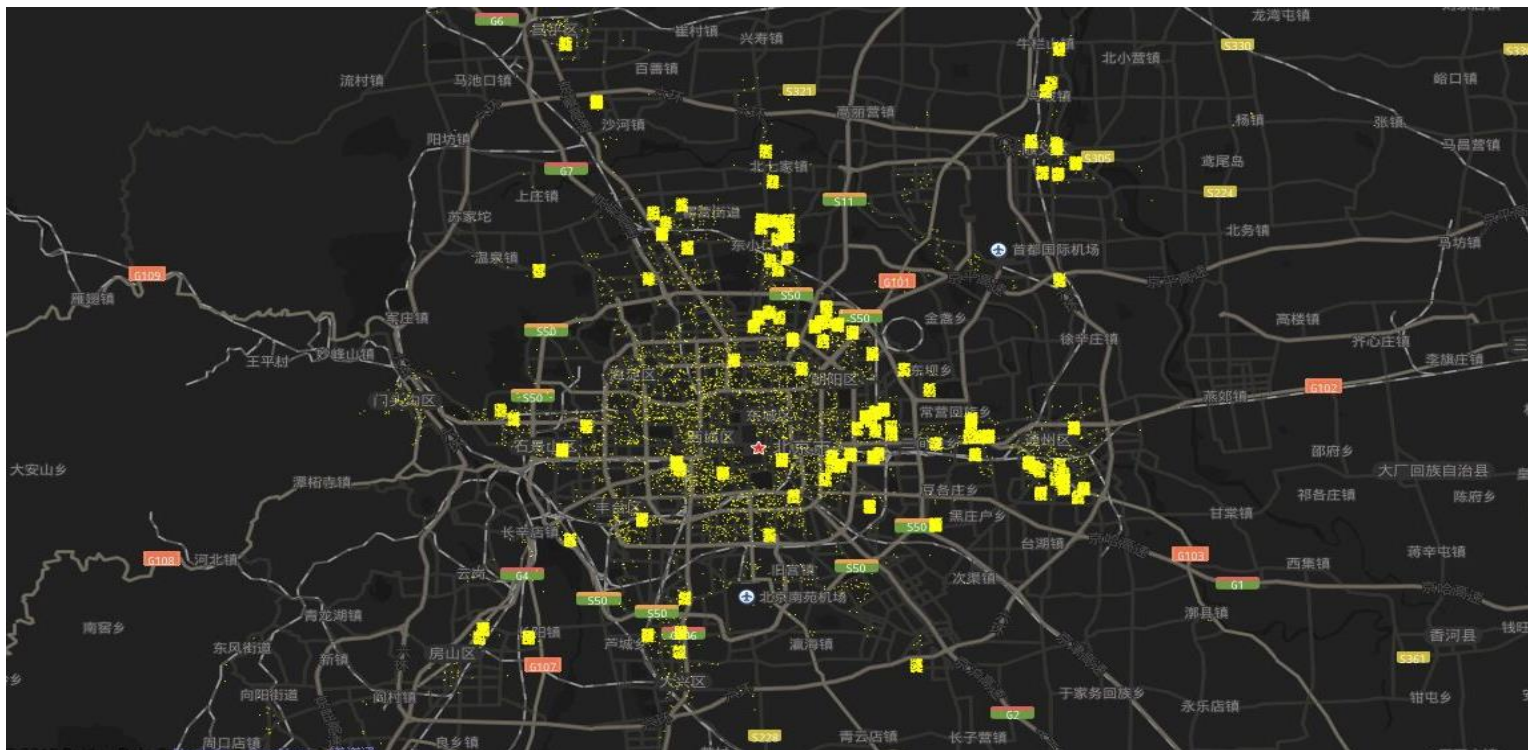 龙湾屯镇
G6
崔村镇
兴寿镇
牛栏山镇
S330
北小营镇
百善镇
流村镇
马池口镇
峪口镇
S321
高丽营镇
杨镇
张镇
沙河镇
阳坊镇
马昌营镇
S305
鸢尾岛
北七家镇
G7
S224
上庄镇
S11
苏家坨
北务镇
马坊镇
温泉镇
首都国际机场
G109
G101
京平高速
雁翅镇
S50
军庄镇
S50
金盏乡
高楼镇
S50
徐辛庄镇
齐心庄镇
王平村
妙峰山镇
李旗庄镇
东坝乡
朝阳区
G102
S50
燕郊镇
常营回族乡
东城区
石景山区
邵府乡
大安山乡
大厂回族自治县
潭柘寺镇
豆各庄乡
祁各庄镇
陈府乡
黑庄户乡
甘棠镇
S50
长辛店镇
台湖镇
京哈高速
G103
蒋辛屯镇
G108
河北镇
西集镇
旧宫镇
S50
云岗
G4
次渠镇
G1
S50
北京南苑机场
青龙湖镇
S50
漷县镇
南窖乡
香河县
芦城乡
瀛海镇
东风街道
房山区
新镇
S361
G107
大兴区
向阳街道
阎村镇
于家务回族乡
钳屯乡
永乐店镇
G2
周口店镇
良乡镇
S228
青云店镇
长子营镇